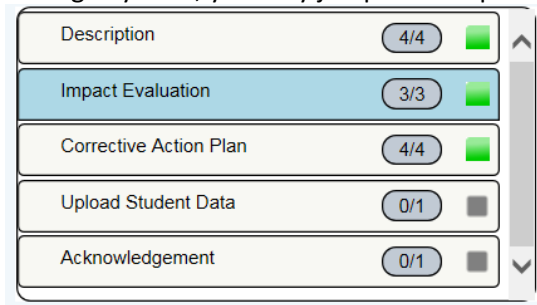 Description 4/4
Impact Evaluation 3/3
Corrective Action Plan 4/4
Upload Student Data 0/1
Acknowledgement 0/1